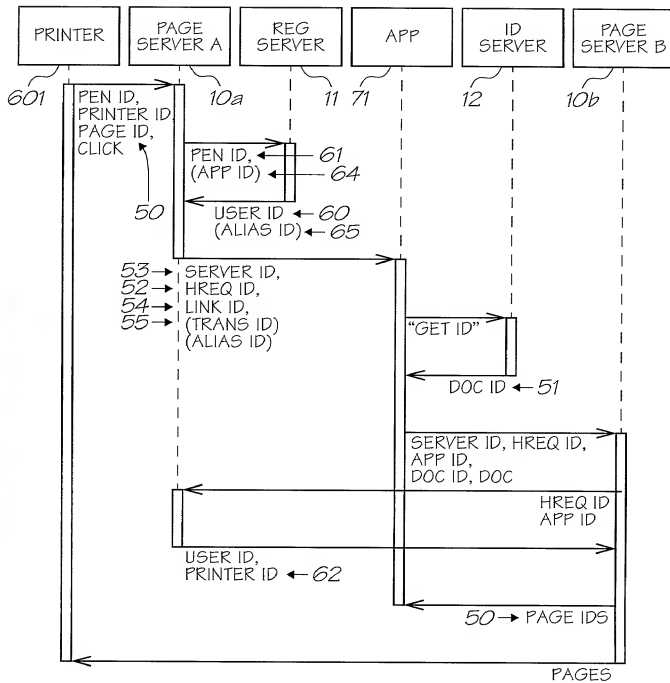 PRINTER
PAGE
SERVER A
REG
SERVER
APP
ID
SERVER
PAGE
SERVER B
601
10a
11
71
12
10b
PEN ID,
PRINTER ID,
PAGE ID,
CLICK
50
PEN ID,
61
(APP ID)
64
USER ID
60
(ALIAS ID)
65
53
SERVER ID,
52
HREQ ID,
54
LINK ID,
55
(TRANS ID)
(ALIAS ID)
"GET ID"
DOC ID
51
SERVER ID, HREQ ID,
APP ID,
DOC ID, DOC
HREQ ID
APP ID
USER ID,
PRINTER ID
62
50
PAGE IDS
PAGES